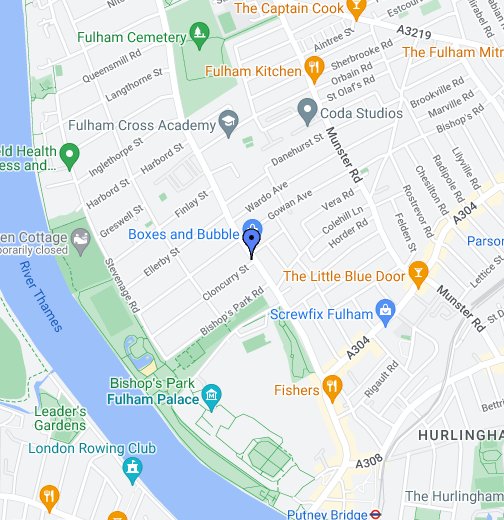 The Captain Cook
Estcou
A3219
Aintree St
Fulham Cemetery
Sherbrooke Rd
The Fulham Mitr
Queensmill Rd
Orbain Rd
Fulham Kitchen
St Olaf's Rd
Langthorne St
Brookville Rd
Marville Rd
Bishop's Rd
Coda Studios
Fulham Cross Academy
Munster Rd
Inglethorpe St
Harbord St
Danehurst St
Lilyville Rd
Radipole Rd
Chesilton Rd
Rostrevor Rd
ld Health
ess and...
Harbord St
Finlay St
Wardo Ave
Gowan Ave
Vera Rd
A304
Greswell St
Colehill Ln
Felden St
Horder Rd
Boxes and Bubble
en Cottage
porarily closed
Parson
Ellerby St
Lettice St
River Thames
Stevenage Rd
Cloncurry St
The Little Blue Door
Munster Rd
St D
Bishop's Park Rd
Screwfix Fulham
A304
Rigault Rd
Bishop's Park
Fulham Palace
Fishers
Bettri
Leader's
Gardens
HURLINGHA
London Rowing Club
A308
The Hurlingham
Putney Bridge